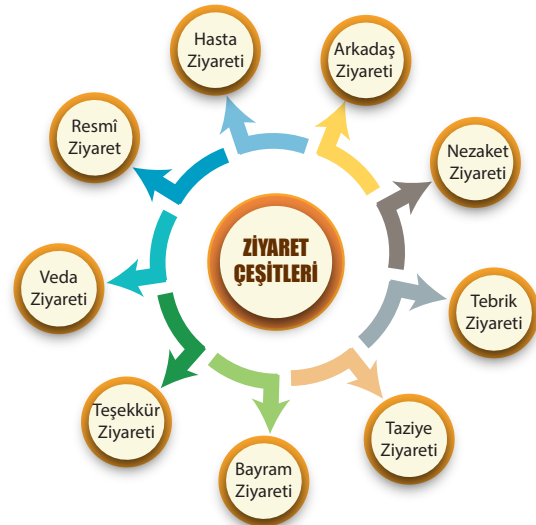 ZİYARET
ÇEŞİTLERİ
Hasta
Ziyareti
Arkadaş
Ziyareti
Nezaket
Ziyareti
Tebrik
Ziyareti
Taziye
Ziyareti
Bayram
Ziyareti
Teşekkür
Ziyareti
Veda
Ziyareti
Resmî
Ziyaret